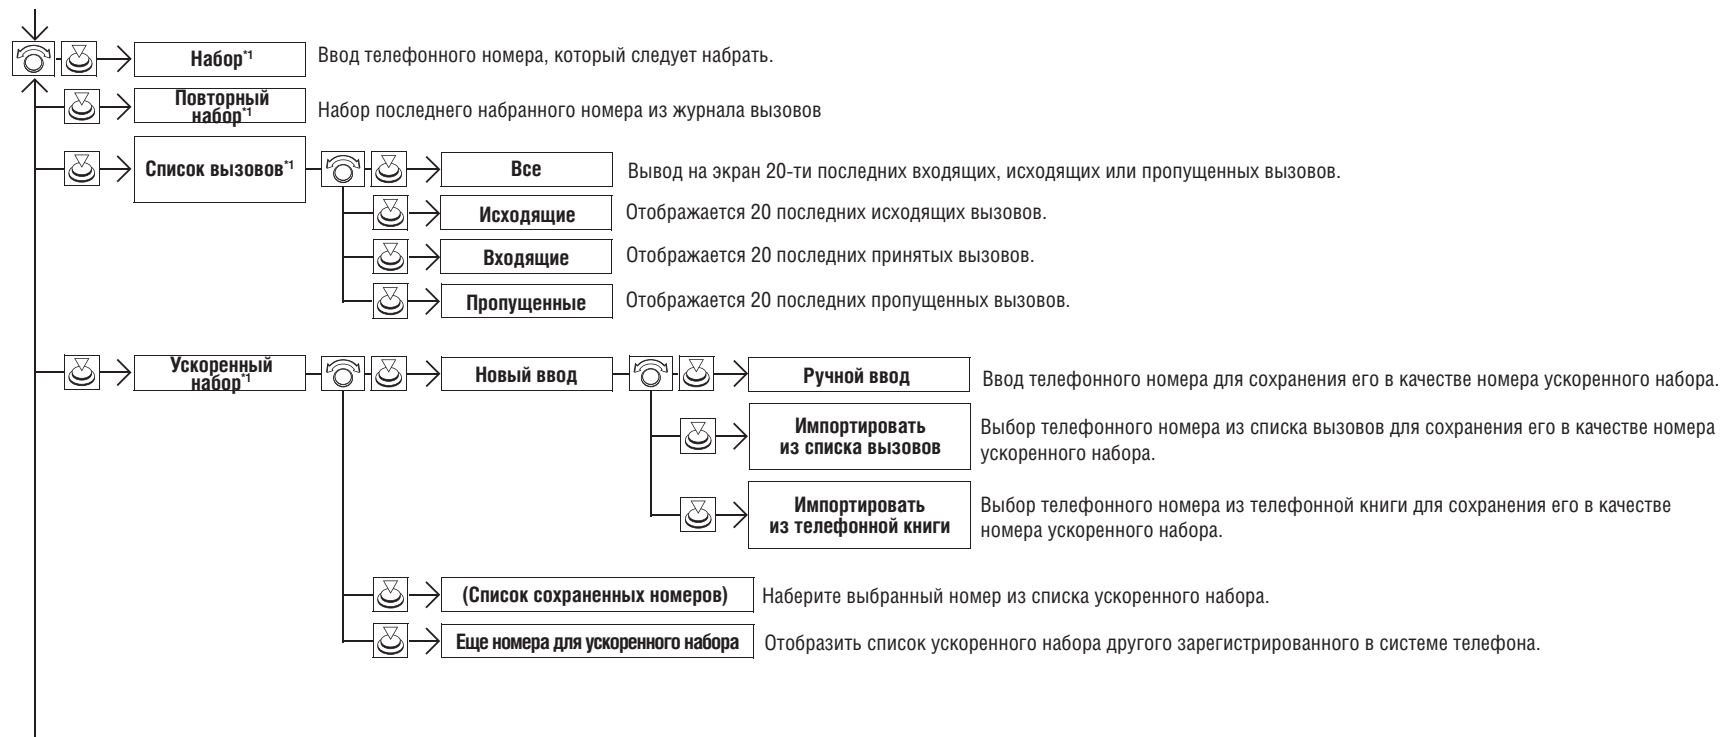 Набор*1
Ввод телефонного номера, который следует набрать.
Повторный
набор*1
Набор последнего набранного номера из журнала вызовов
Список вызовов*1
Все
Вывод на экран 20-ти последних входящих, исходящих или пропущенных вызовов.
Исходящие
Отображается 20 последних исходящих вызовов.
Входящие
Отображается 20 последних принятых вызовов.
Пропущенные
Отображается 20 последних пропущенных вызовов.
Ускоренный
набор*1
Новый ввод
Ручной ввод
Ввод телефонного номера для сохранения его в качестве номера ускоренного набора.
Импортировать
из списка вызовов
Выбор телефонного номера из списка вызовов для сохранения его в качестве номера
ускоренного набора.
Импортировать
из телефонной книги
Выбор телефонного номера из телефонной книги для сохранения его в качестве
номера ускоренного набора.
(Список сохраненных номеров)
Наберите выбранный номер из списка ускоренного набора.
Еще номера для ускоренного набора
Отобразить список ускоренного набора другого зарегистрированного в системе телефона.